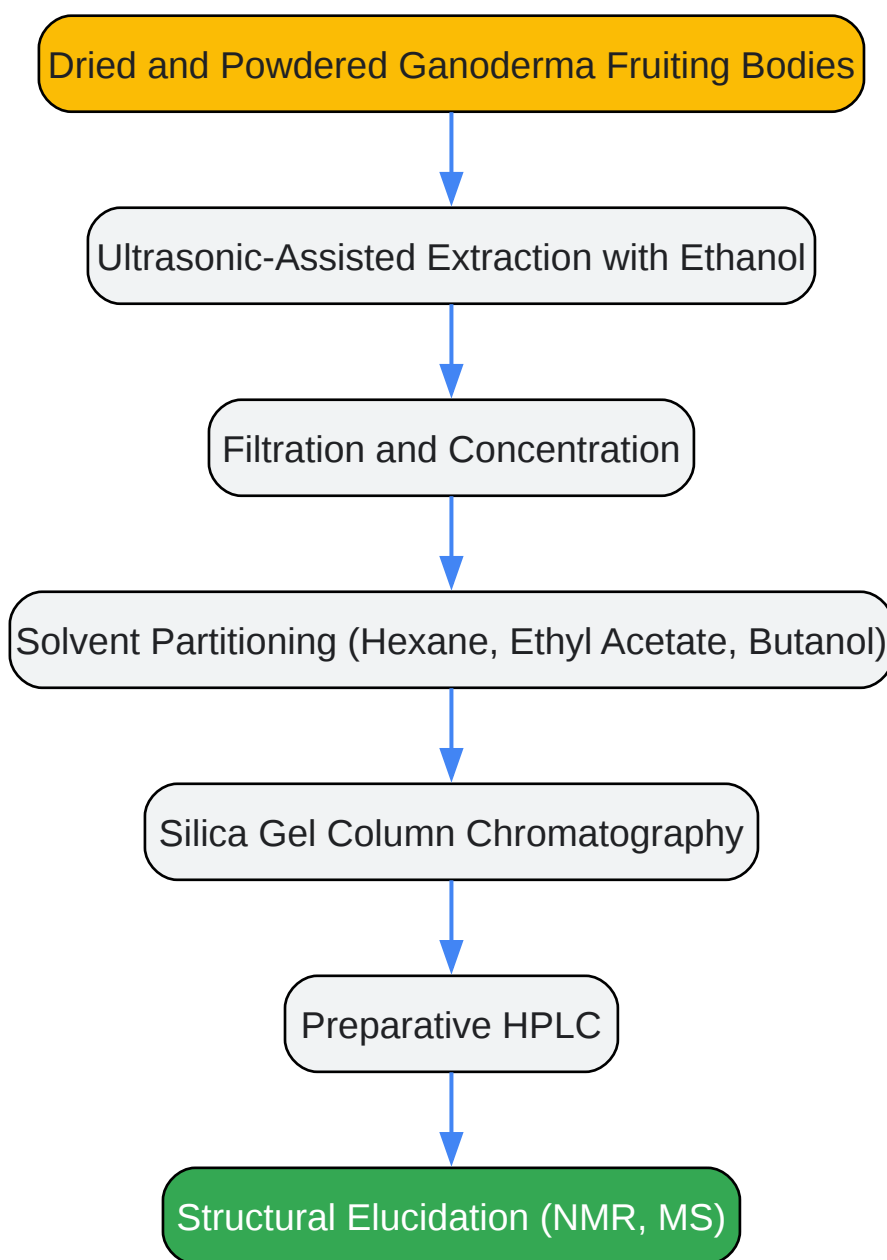 Dried and Powdered Ganoderma Fruiting Bodies
Ultrasonic-Assisted Extraction with Ethanol
Filtration and Concentration
Solvent Partitioning (Hexane, Ethyl Acetate, Butanol)
Silica Gel Column Chromatography
Preparative HPLC
Structural Elucidation (NMR, MS)